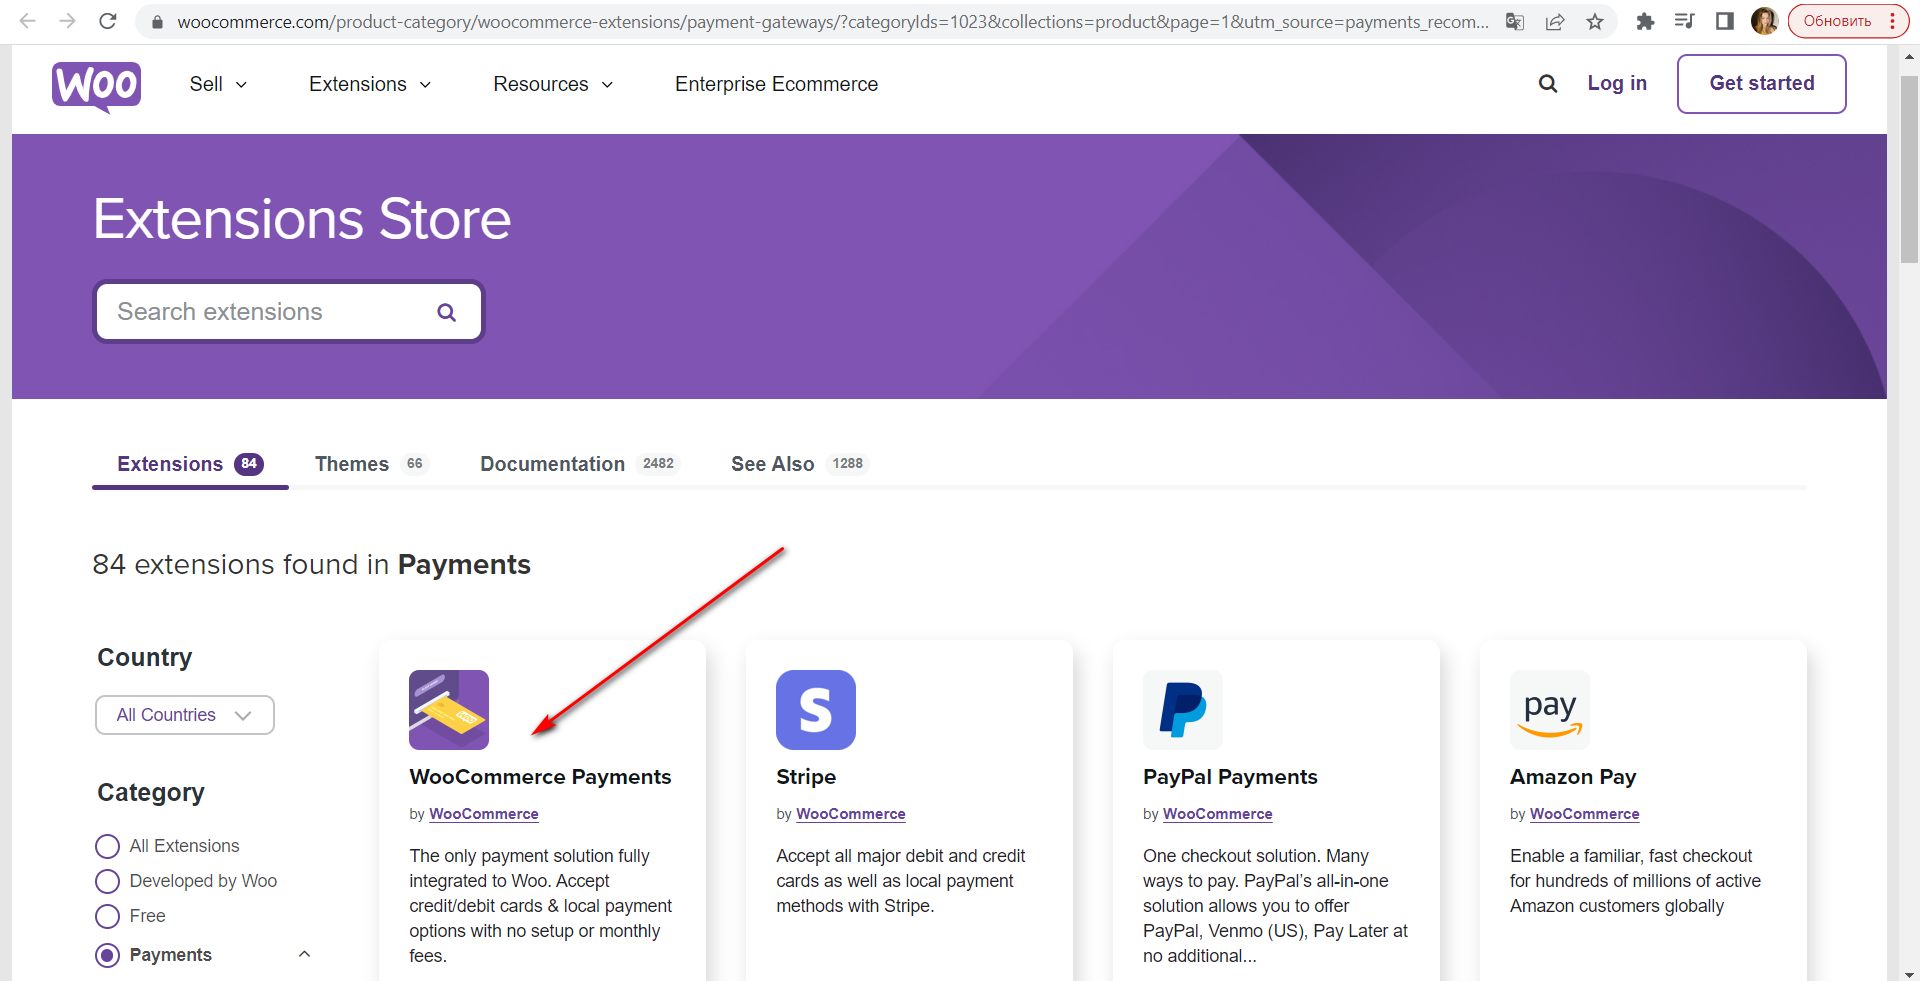 woocommerce.com/product-category/woocommerce-extensions/payment-gateways/?categoryIds=1023&collections=product&page=1&utm_source=payments_recom...
Обновить
WOO
Sell
Extensions
Resources
Enterprise Ecommerce
Log in
Get started
Extensions Store
Search extensions
Extensions 84
Themes 66
Documentation 2482
See Also 1288
84 extensions found in Payments
Country
All Countries
Category
All Extensions
Developed by Woo
Free
Payments
WooCommerce Payments
by WooCommerce
The only payment solution fully
integrated to Woo. Accept
credit/debit cards & local payment
options with no setup or monthly
fees.
Stripe
by WooCommerce
Accept all major debit and credit
cards as well as local payment
methods with Stripe.
PayPal Payments
by WooCommerce
One checkout solution. Many
ways to pay. PayPal’s all-in-one
solution allows you to offer
PayPal, Venmo (US), Pay Later at
no additional...
pay
Amazon Pay
by WooCommerce
Enable a familiar, fast checkout
for hundreds of millions of active
Amazon customers globally